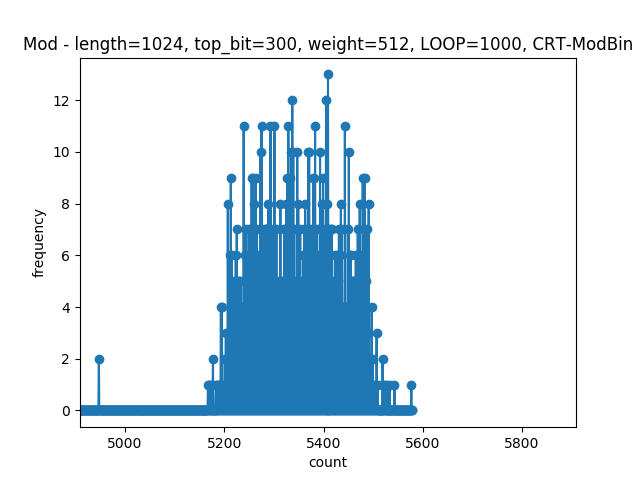 Mod - length=1024, top_bit=300, weight=512, LOOP=1000, CRT-ModBin
12
10
8
6
4
2
0
frequency
5000 5200 5400 5600 5800
count